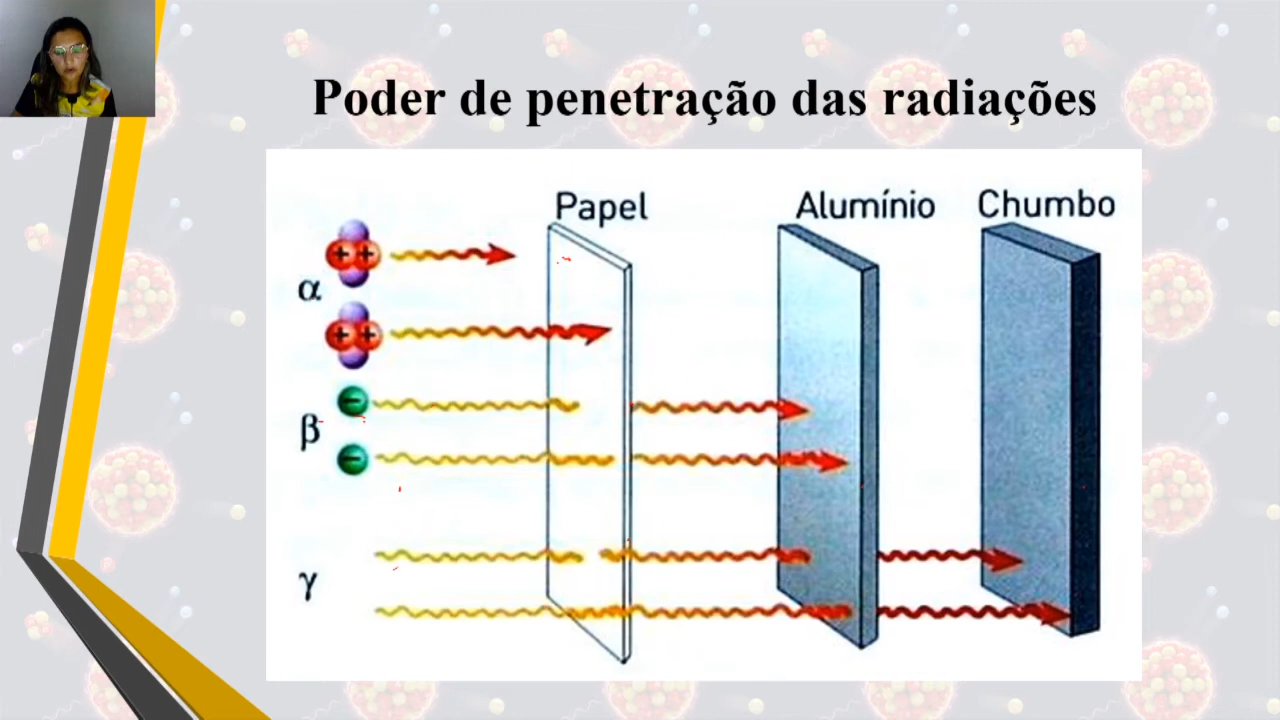 Poder de penetração das radiações
Papel
Alumínio
Chumbo
α
β
γ